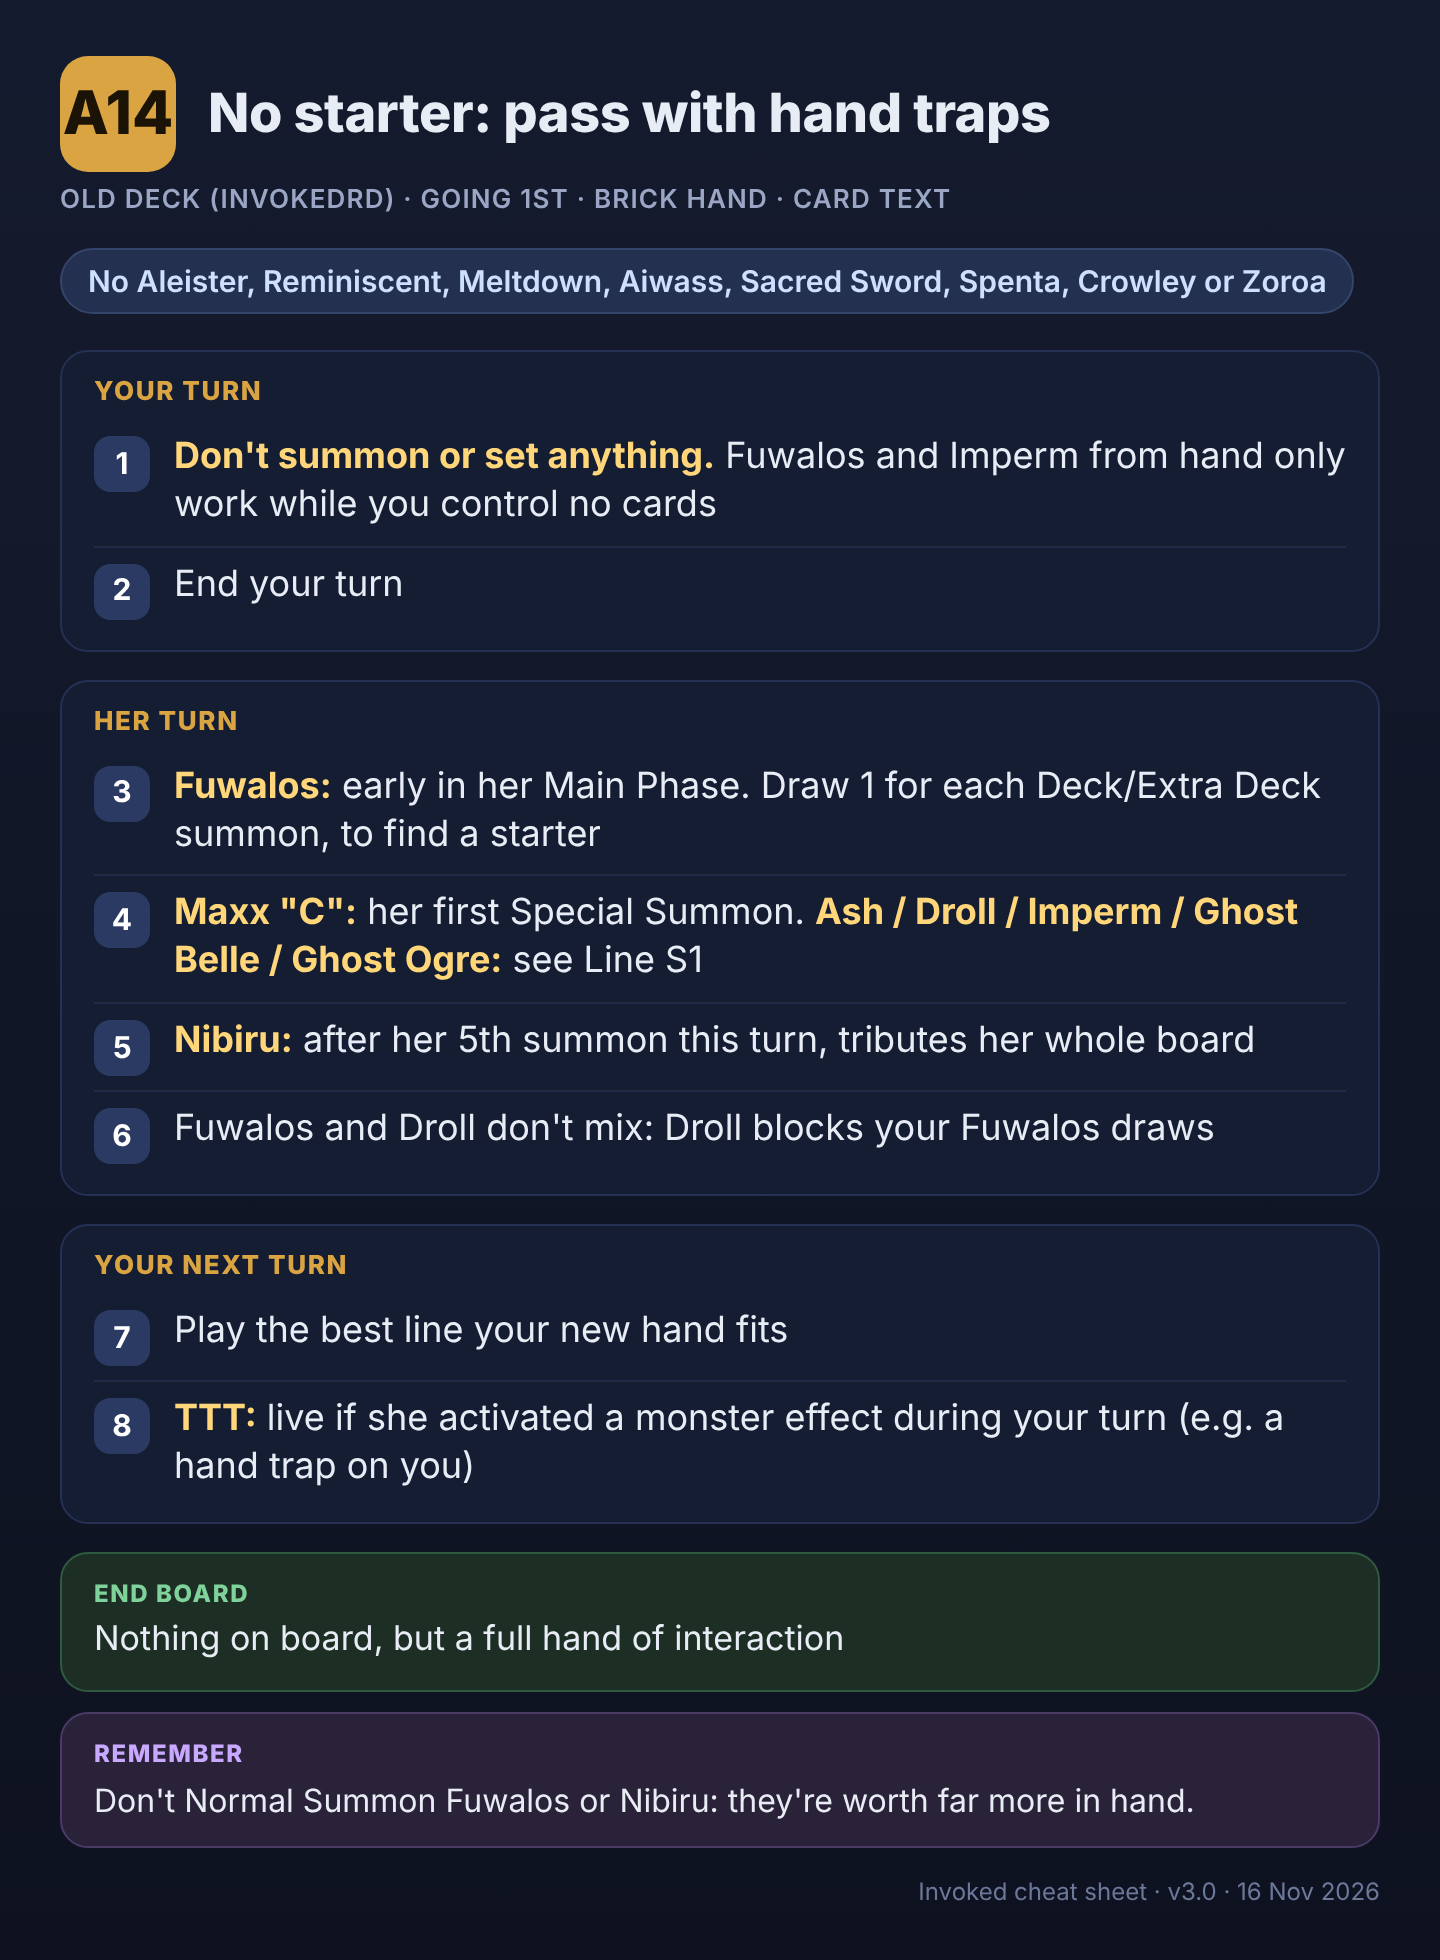 A14
No starter: pass with hand traps
OLD DECK (INVOKEDRD) · GOING 1ST · BRICK HAND · CARD TEXT
No Aleister, Reminiscent, Meltdown, Aiwass, Sacred Sword, Spenta, Crowley or Zoroa
YOUR TURN
1
Don't summon or set anything. Fuwalos and Imperm from hand only
work while you control no cards
2
End your turn
HER TURN
3
Fuwalos: early in her Main Phase. Draw 1 for each Deck/Extra Deck
summon, to find a starter
4
Maxx "C": her first Special Summon. Ash / Droll / Imperm / Ghost
Belle / Ghost Ogre: see Line S1
5
Nibiru: after her 5th summon this turn, tributes her whole board
6
Fuwalos and Droll don't mix: Droll blocks your Fuwalos draws
YOUR NEXT TURN
7
Play the best line your new hand fits
8
TTT: live if she activated a monster effect during your turn (e.g. a
hand trap on you)
END BOARD
Nothing on board, but a full hand of interaction
REMEMBER
Don't Normal Summon Fuwalos or Nibiru: they're worth far more in hand.
Invoked cheat sheet · v3.0 · 16 Nov 2026